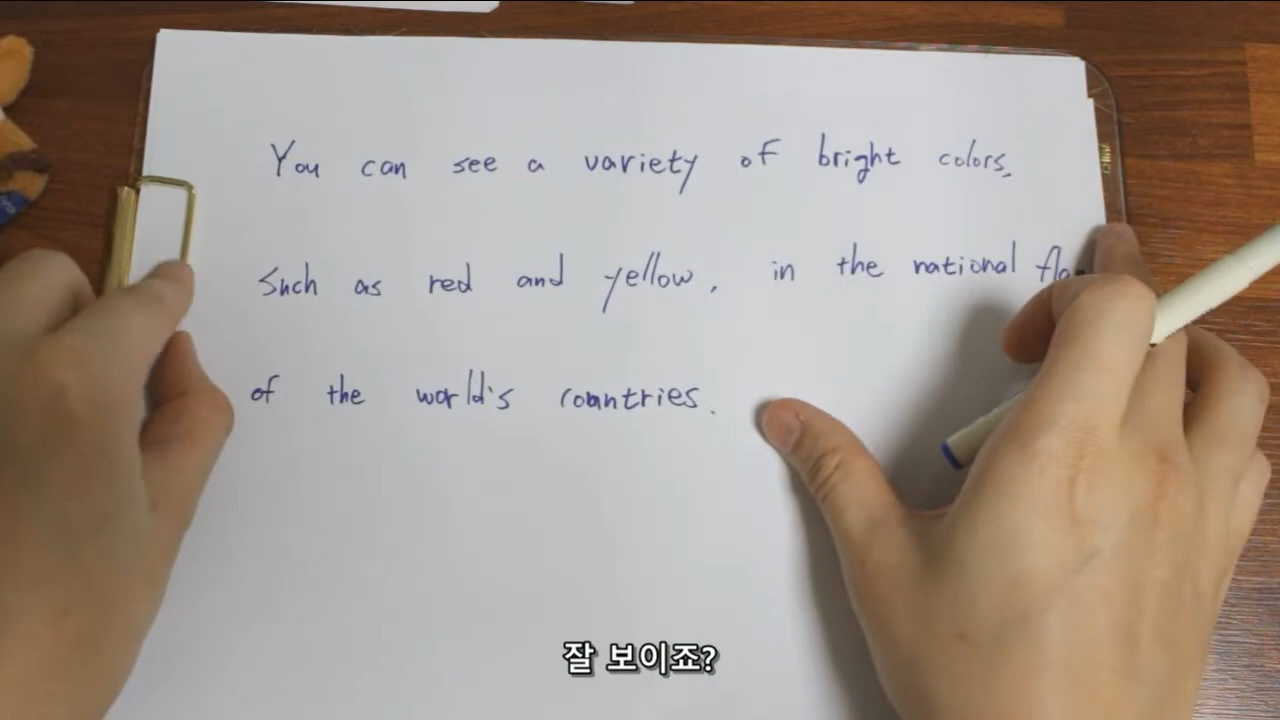 You can see a variety of bright colors,
Such as red and yellow, in the national
of the world's countries.
잘 보이죠?